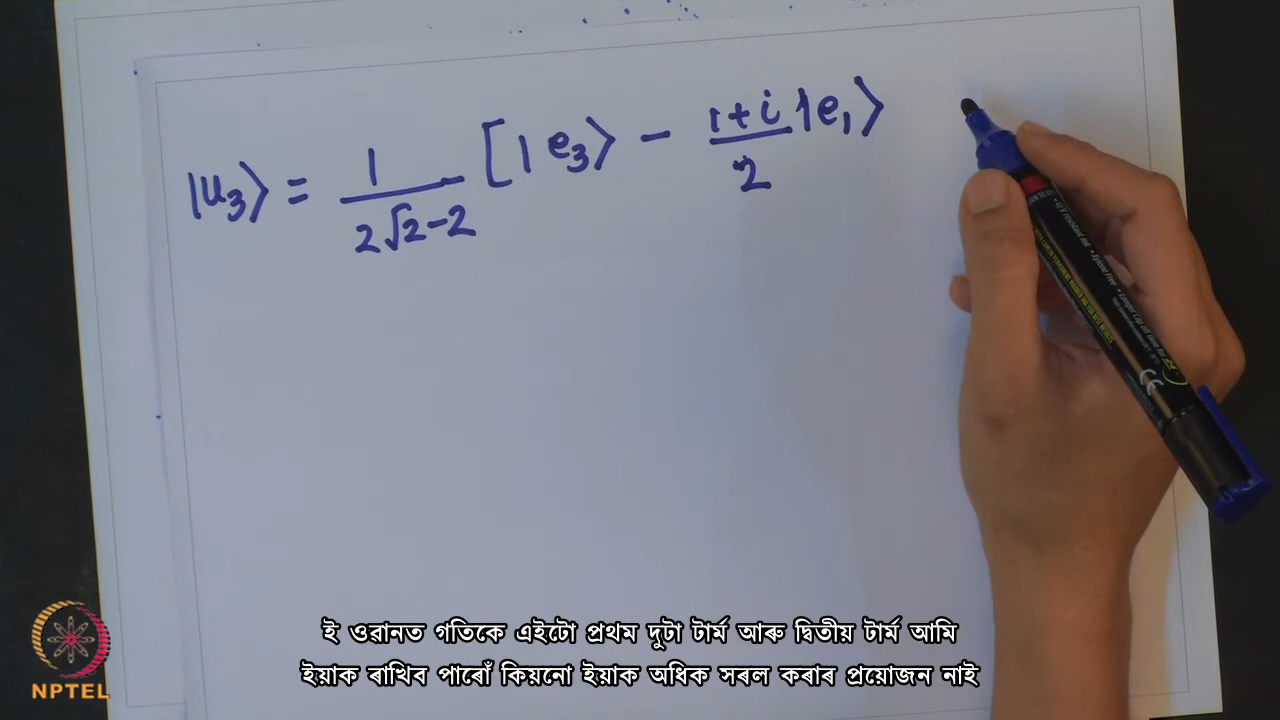 |u₃⟩ = 1/(2√2-2) [|e₃⟩ - (1+i)/2 |e₁⟩
ই ওৱানত গতিকে এইটো প্ৰথম দুটা টাৰ্ম আৰু দ্বিতীয় টাৰ্ম আমি
ইয়াক ৰাখিব পাৰোঁ কিয়নো ইয়াক অধিক সৰল কৰাৰ প্ৰয়োজন নাই
NPTEL